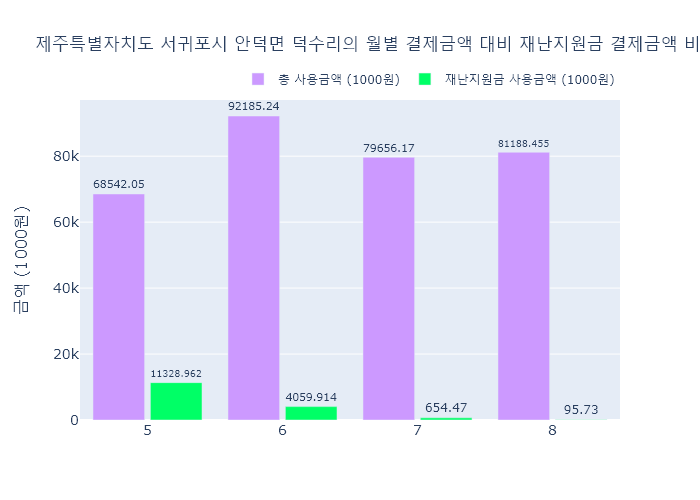 제주특별자치도 서귀포시 안덕면 덕수리의 월별 결제금액 대비 재난지원금 결제금액 비
총 사용금액 (1000원) 재난지원금 사용금액 (1000원)
92185.24
81188.455
79656.17
80k
68542.05
60k
금액 (1000원)
40k
20k
11328.962
4059.914
654.47
95.73
0
5 6 7 8